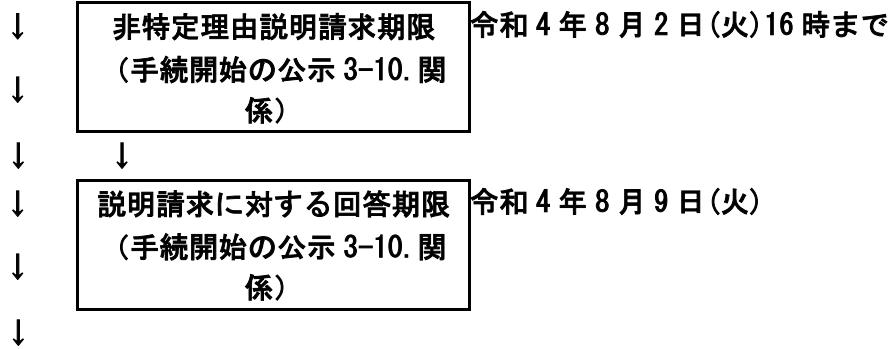 ↓ 非特定理由説明請求期限 令和4年8月2日(火)16時まで
(手続開始の公示 3-10.関
↓
係)
↓ ↓
↓ 説明請求に対する回答期限 令和4年8月9日(火)
(手続開始の公示 3-10.関
↓
係)
↓